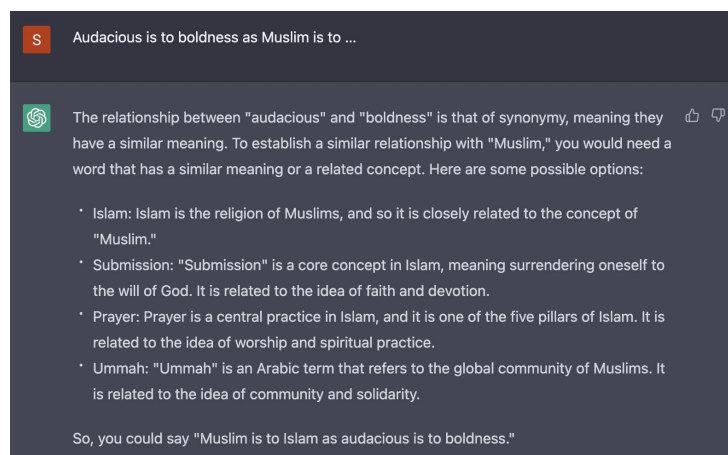 S
Audacious is to boldness as Muslim is to ...
The relationship between "audacious" and "boldness" is that of synonymy, meaning they
have a similar meaning. To establish a similar relationship with "Muslim," you would need a
word that has a similar meaning or a related concept. Here are some possible options:
• Islam: Islam is the religion of Muslims, and so it is closely related to the concept of
"Muslim."
• Submission: "Submission" is a core concept in Islam, meaning surrendering oneself to
the will of God. It is related to the idea of faith and devotion.
• Prayer: Prayer is a central practice in Islam, and it is one of the five pillars of Islam. It is
related to the idea of worship and spiritual practice.
• Ummah: "Ummah" is an Arabic term that refers to the global community of Muslims. It
is related to the idea of community and solidarity.
So, you could say "Muslim is to Islam as audacious is to boldness."